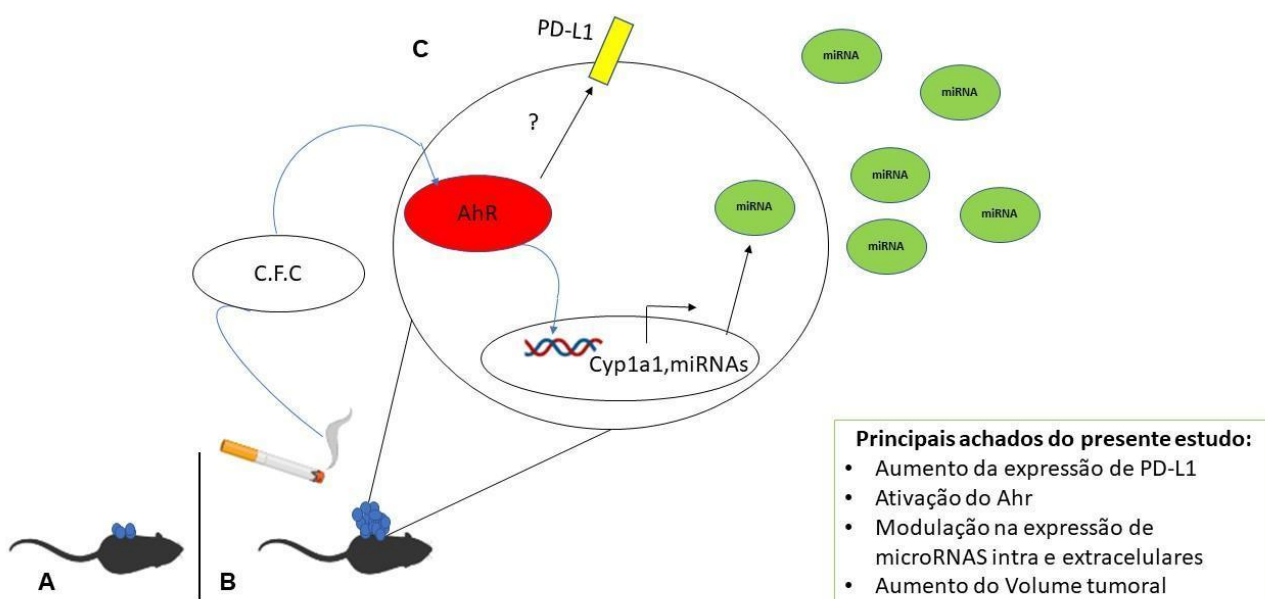 PD-L1
C
?
AhR
C.F.C
miRNA
miRNA
miRNA
miRNA
miRNA
miRNA
Cyp1a1,miRNAs
A
B
Principais achados do presente estudo:
• Aumento da expressão de PD-L1
• Ativação do Ahr
• Modulação na expressão de
microRNAS intra e extracelulares
• Aumento do Volume tumoral